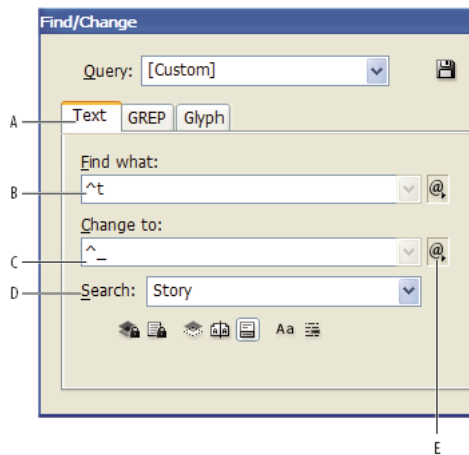 Find/Change
Query: [Custom]
A Text GREP Glyph
Find what:
B ^t @
Change to:
C ^_ @
D Search: Story
Aa
E